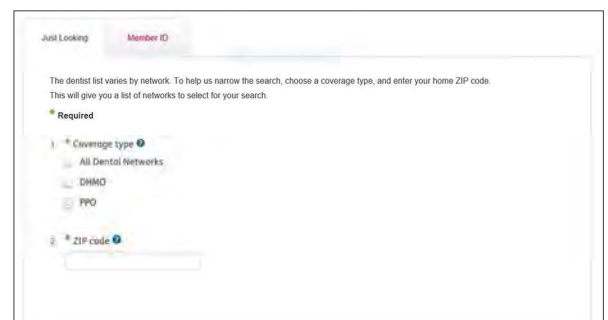 Just Looking Member ID
The dentist list varies by network. To help us narrow the search, choose a coverage type, and enter your home ZIP code.
This will give you a list of networks to select for your search.
* Required
1 * Coverage type ?
All Dental Networks
DHMO
PPO
2 * ZIP code ?